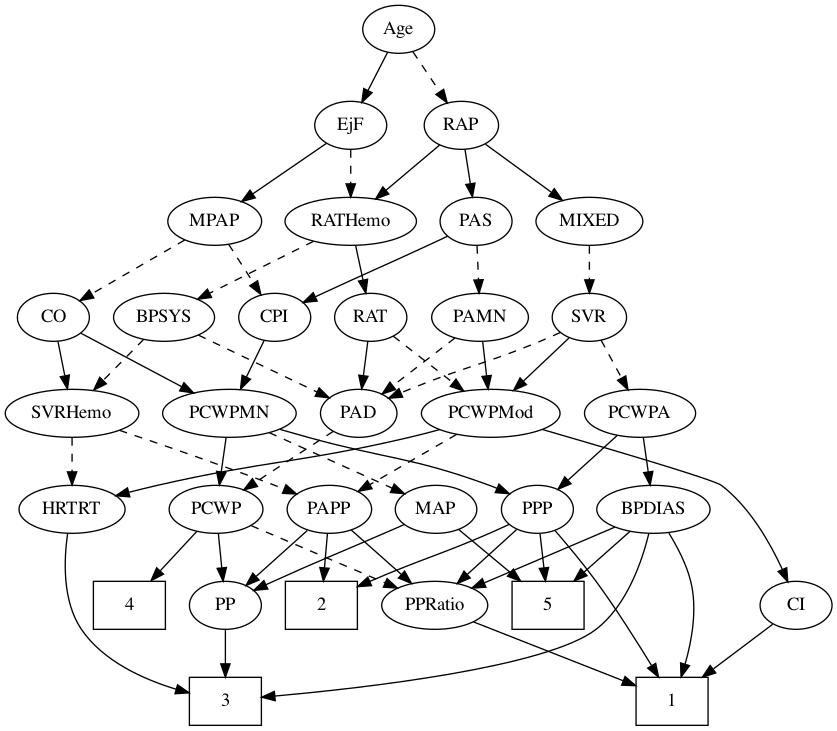 Age
EjF
RAP
MPAP
RATHemo
PAS
MIXED
CO
BPSYS
CPI
RAT
PAMN
SVR
SVRHemo
PCWPMN
PAD
PCWPMod
PCWPA
HRTRT
PCWP
PAPP
MAP
PPP
BPDIAS
4
PP
2
PPRatio
5
CI
3
1